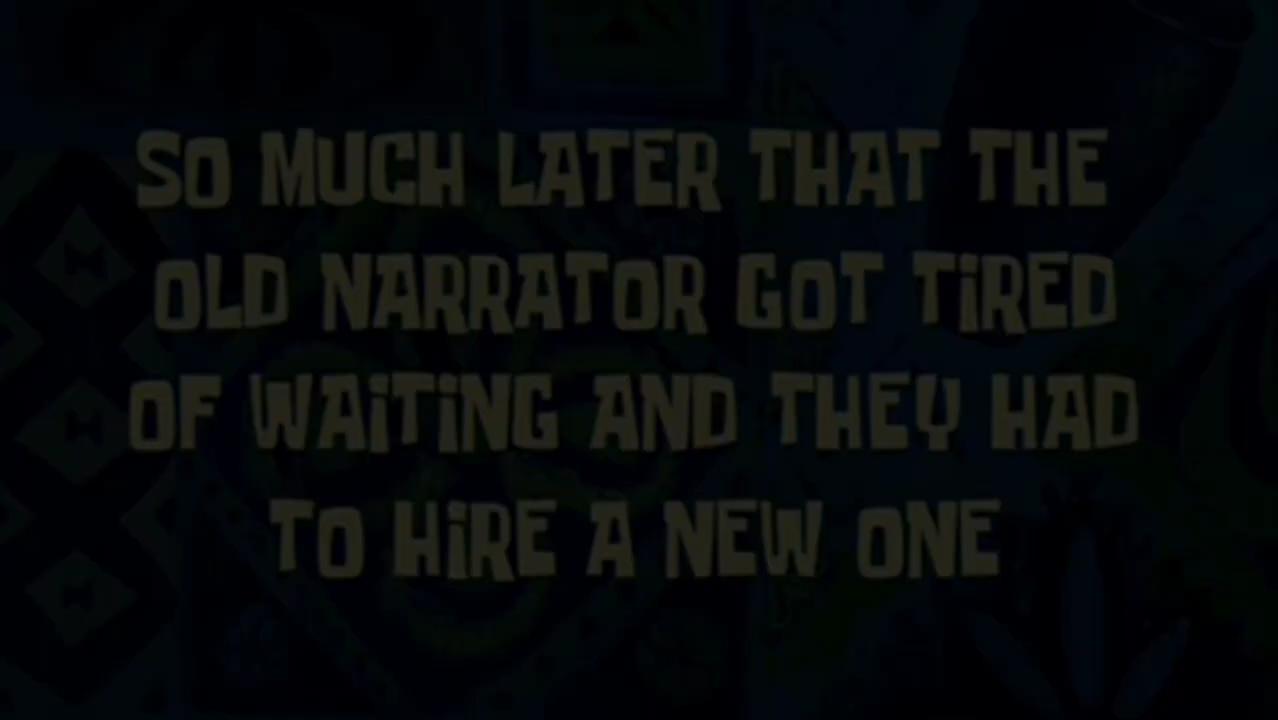 SO MUCH LATER THAT THE
OLD NARRATOR GOT TiRED
OF WAiTiNG AND THEY HAD
TO HiRE A NEW ONE